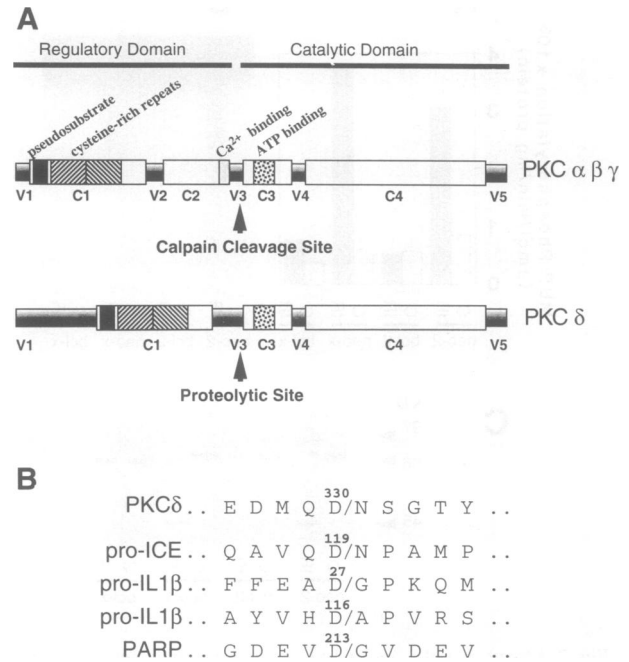 A
Regulatory Domain Catalytic Domain
pseudosubstrate
cysteine-rich repeats
Ca2+ binding
ATP binding
PKC α β γ
V1 C1 V2 C2 V3 C3 V4 C4 V5
Calpain Cleavage Site
PKC δ
V1 C1 V3 C3 V4 C4 V5
Proteolytic Site
B
330
PKCδ . . E D M Q D/N S G T Y ..
119
pro-ICE . . Q A V Q D/N P A M P ..
27
pro-IL1β . . F F E A D/G P K Q M ..
116
pro-IL1β . . A Y V H D/A P V R S ..
213
PARP . . G D E V D/G V D E V ..